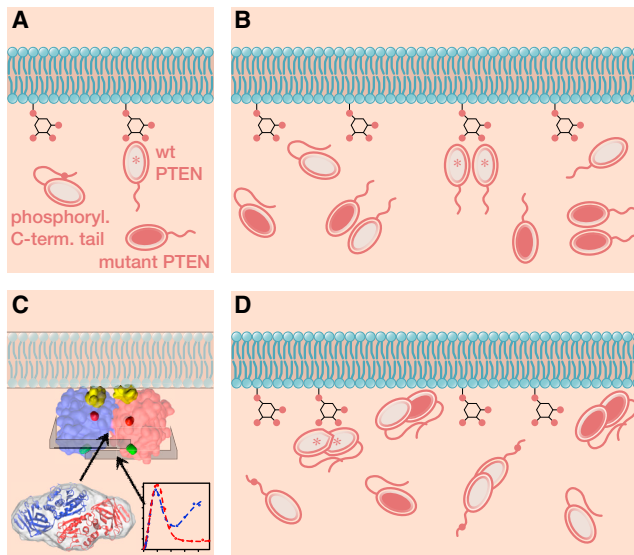 A
B
wt
PTEN
phosphoryl.
C-term. tail
mutant PTEN
C
D